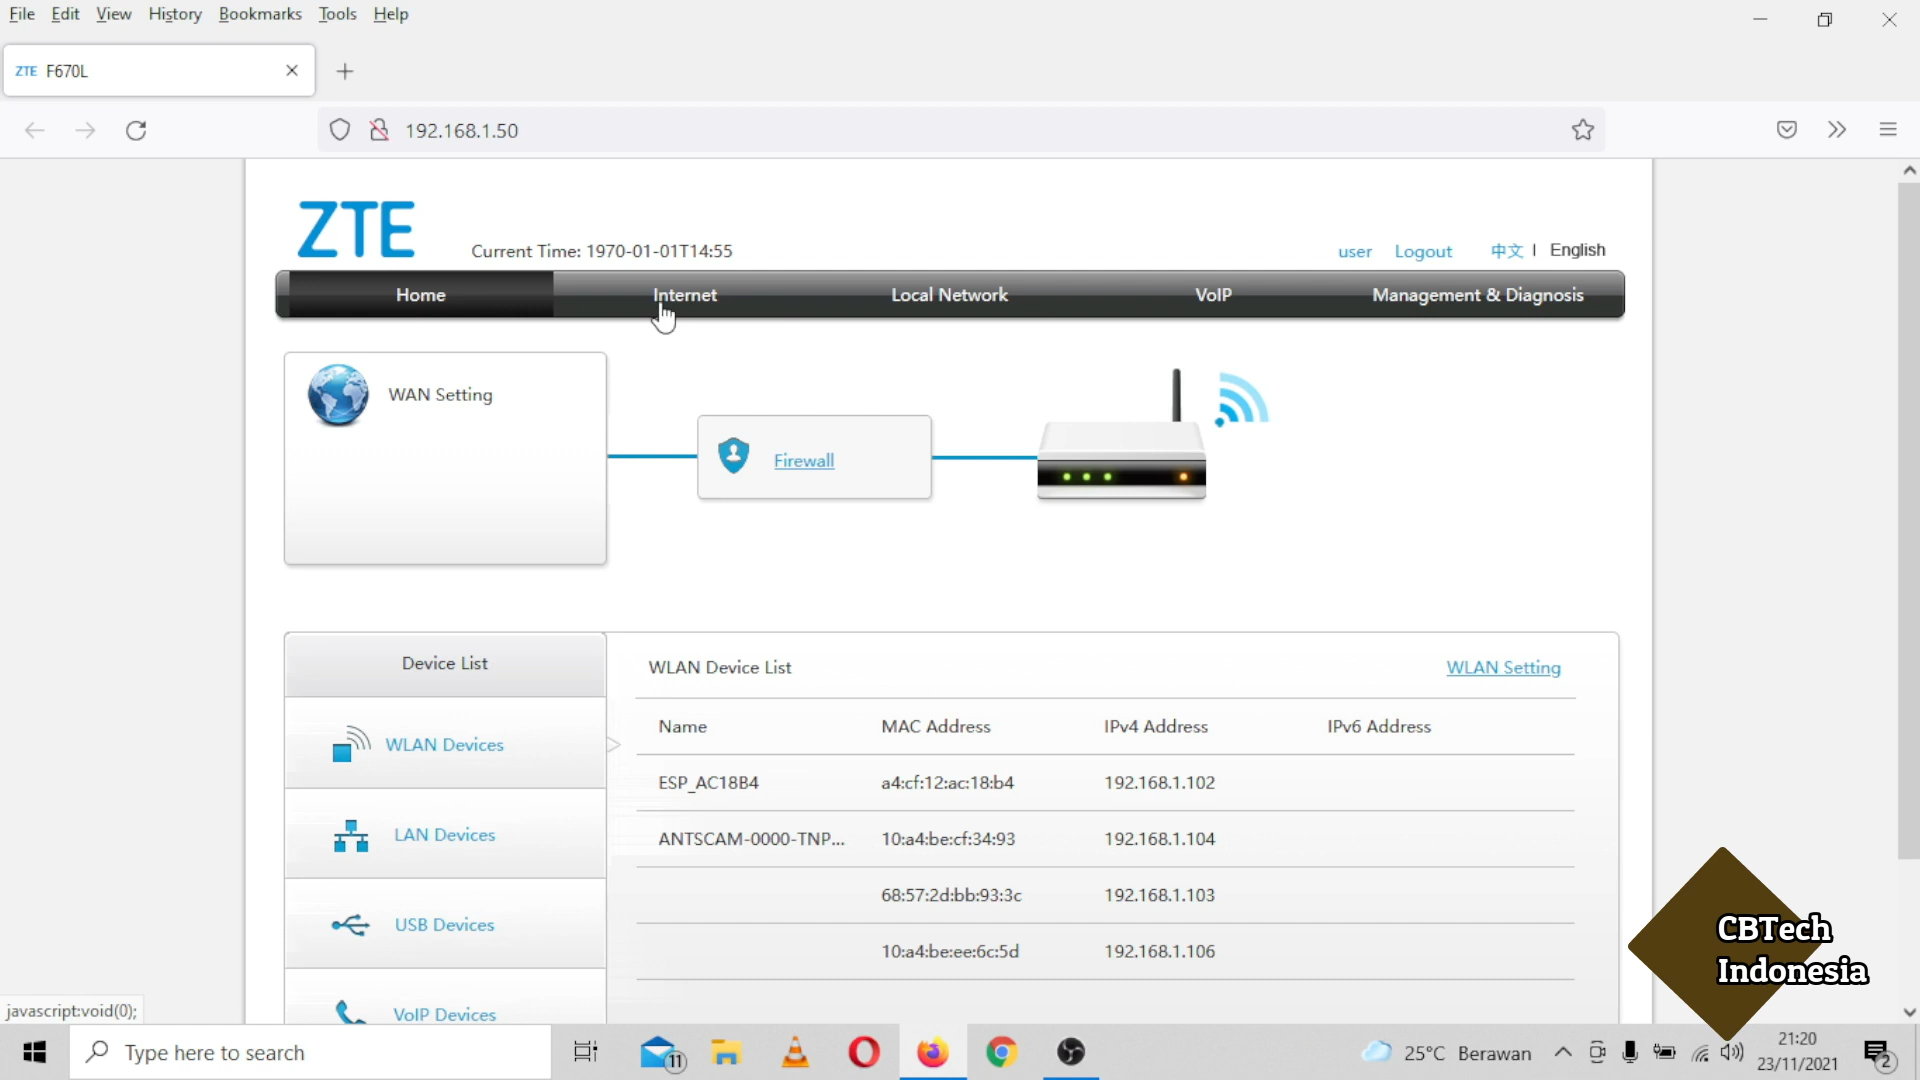 File Edit View History Bookmarks Tools Help
ZTE F670L
192.168.1.50
ZTE
Current Time: 1970-01-01T14:55
user Logout 中文 | English
Home Internet Local Network VoIP Management & Diagnosis
WAN Setting
Firewall
Device List
WLAN Device List WLAN Setting
Name MAC Address IPv4 Address IPv6 Address
WLAN Devices
ESP_AC18B4 a4:cf:12:ac:18:b4 192.168.1.102
LAN Devices
ANTSCAM-0000-TNP... 10:a4:be:cf:34:93 192.168.1.104
68:57:2d:bb:93:3c 192.168.1.103
USB Devices
10:a4:be:ee:6c:5d 192.168.1.106
VoIP Devices
CBTech
Indonesia
javascript:void(0);
Type here to search
11
25°C Berawan
21:20
23/11/2021
2